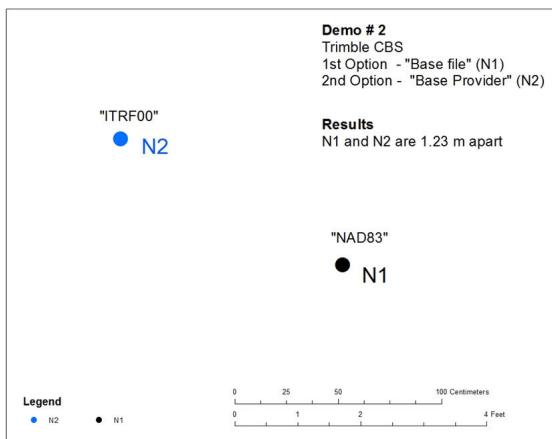 Demo # 2
Trimble CBS
1st Option - "Base file" (N1)
2nd Option - "Base Provider" (N2)
"ITRF00"
N2
Results
N1 and N2 are 1.23 m apart
"NAD83"
N1
Legend
N2 N1
0 25 50 100 Centimeters
0 1 2 4 Feet